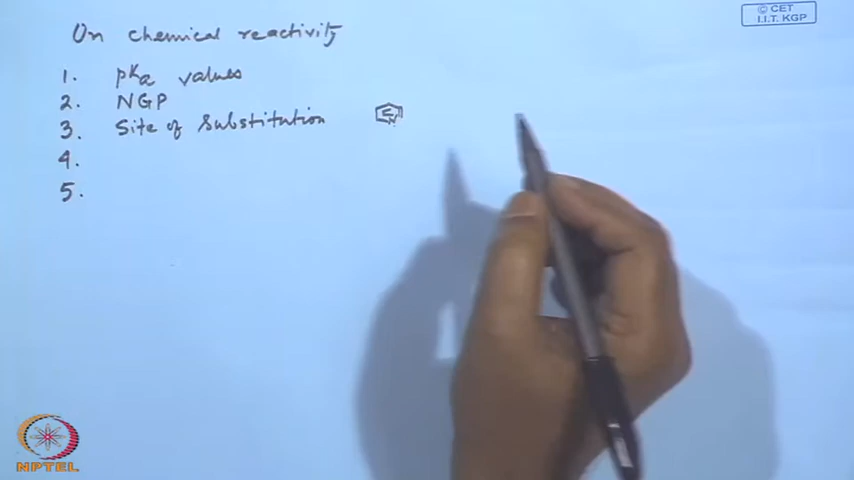 © CET
I.I.T. KGP
On chemical reactivity
1. pKa values
2. NGP
3. Site of substitution
N
4.
5.
NPTEL